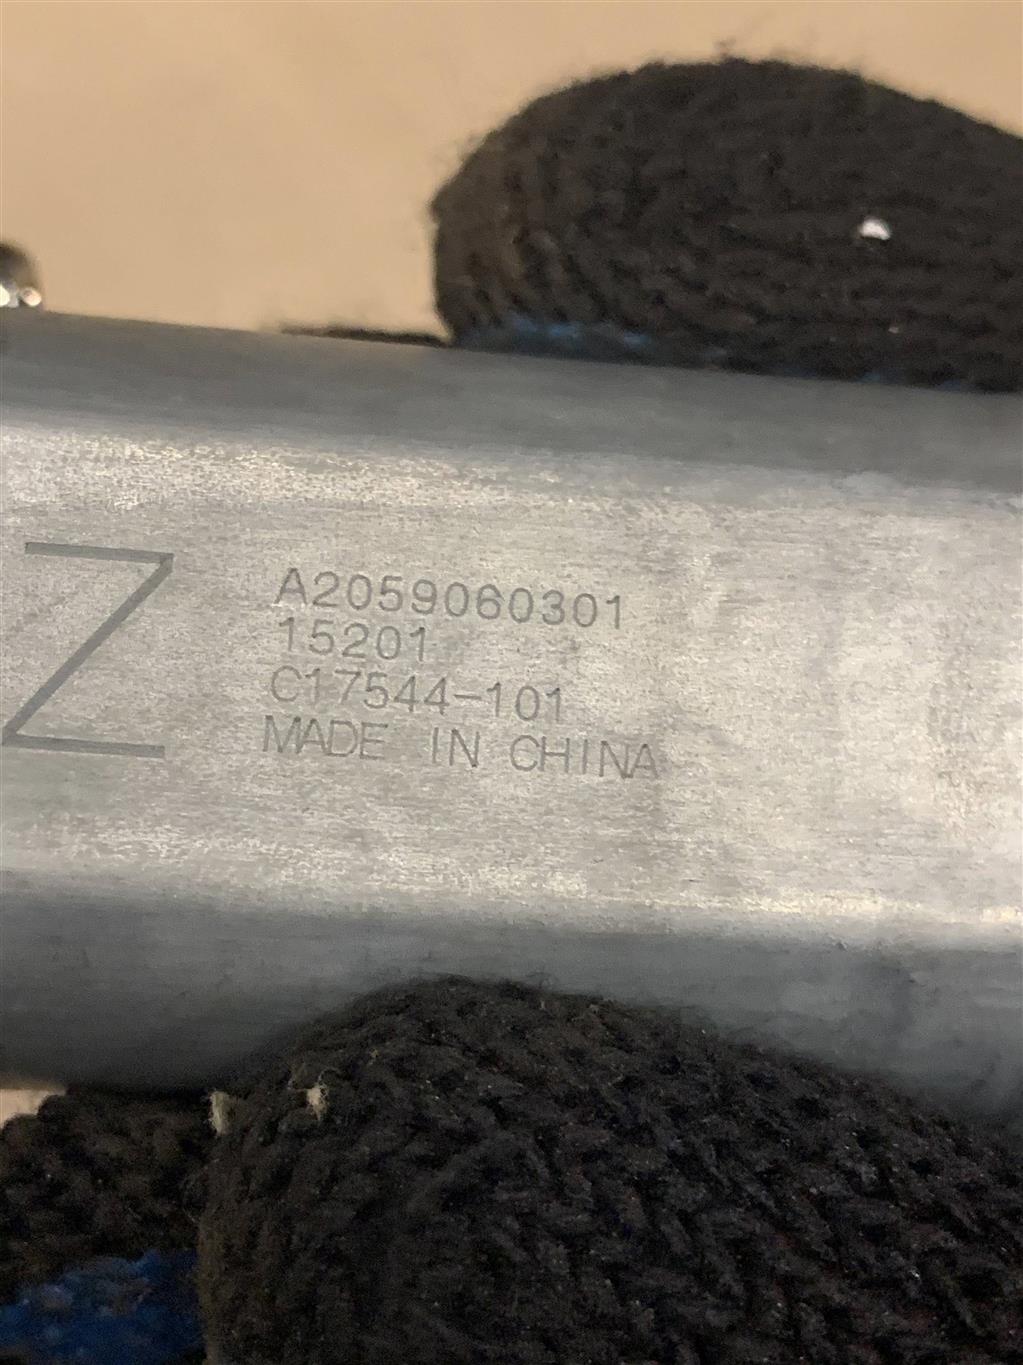 Z
A2059060301
15201
C17544-101
MADE IN CHINA